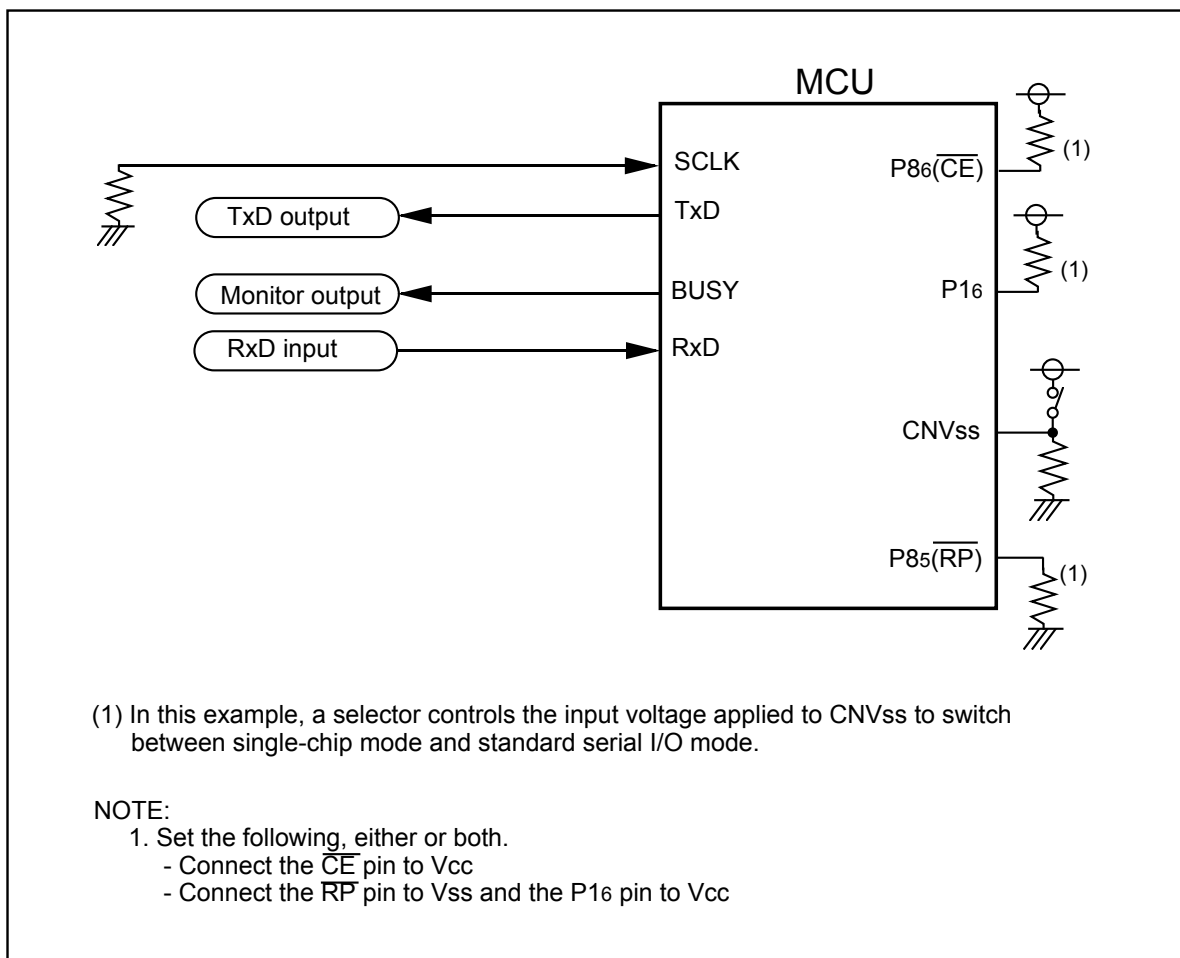 MCU
SCLK
P86(CE)
(1)
TxD output
TxD
P16
(1)
Monitor output
BUSY
RxD input
RxD
CNVss
P85(RP)
(1)
(1) In this example, a selector controls the input voltage applied to CNVss to switch
between single-chip mode and standard serial I/O mode.
NOTE:
1. Set the following, either or both.
- Connect the CE pin to Vcc
- Connect the RP pin to Vss and the P16 pin to Vcc